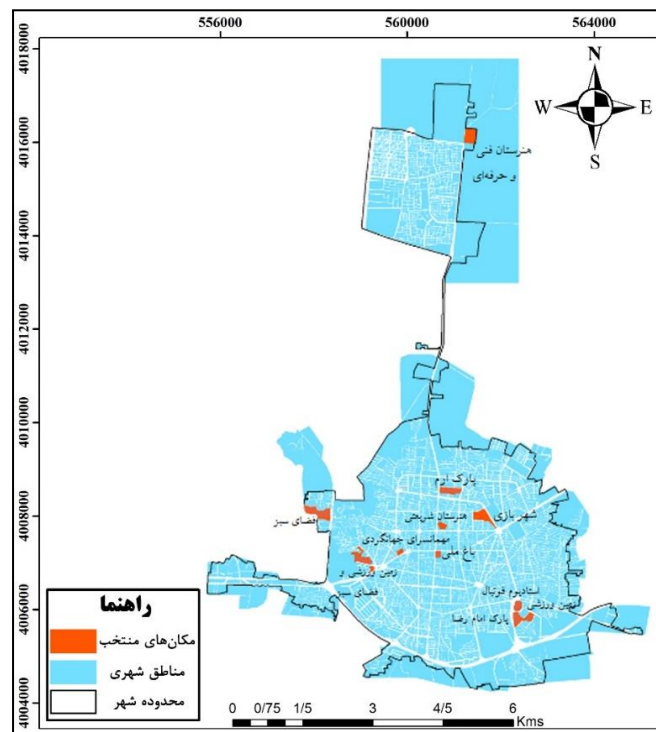 556000 560000 564000
4018000
4016000
4014000
4012000
4010000
4008000
4006000
4004000
N
W E
S
هنرستان فنی
و حرفه‌ای
پارک ارم
شهر بازی
هنرستان شریعتی
فضای سبز
مهمانسرای جهانگردی
باغ ملی
زمین ورزشی و
فضای سبز
استادیوم فوتبال
زمین ورزشی
پارک امام رضا
راهنما
مکان‌های منتخب
مناطق شهری
محدوده شهر
0 0/75 1/5 3 4/5 6
Kms